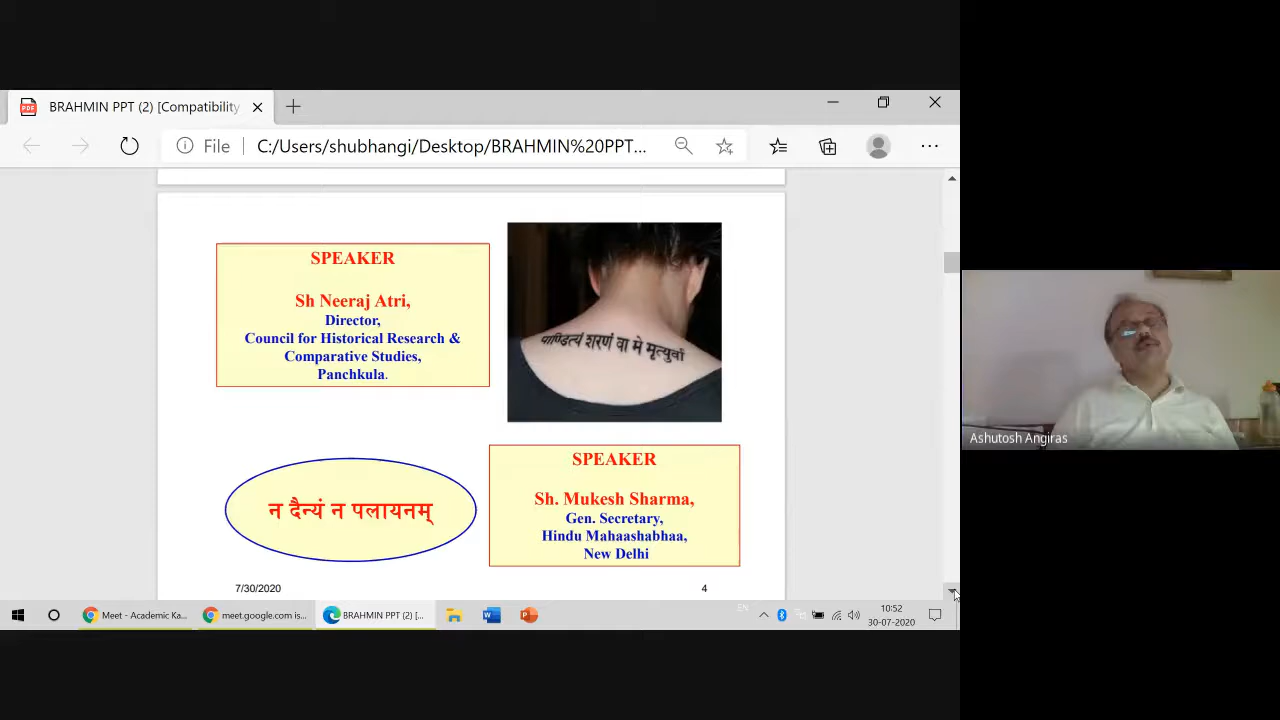 BRAHMIN PPT (2) [Compatibility
File
C:/Users/shubhangi/Desktop/BRAHMIN%20PPT...
SPEAKER
Sh Neeraj Atri,
Director,
Council for Historical Research &
Comparative Studies,
Panchkula.
पाण्डित्यं शरणं वा मे मृत्युर्वा
न दैन्यं न पलायनम्
SPEAKER
Sh. Mukesh Sharma,
Gen. Secretary,
Hindu Mahaashabhaa,
New Delhi
7/30/2020
4
Ashutosh Angiras
Meet - Academic Ka...
meet.google.com is...
BRAHMIN PPT (2) [...
EN
10:52
30-07-2020